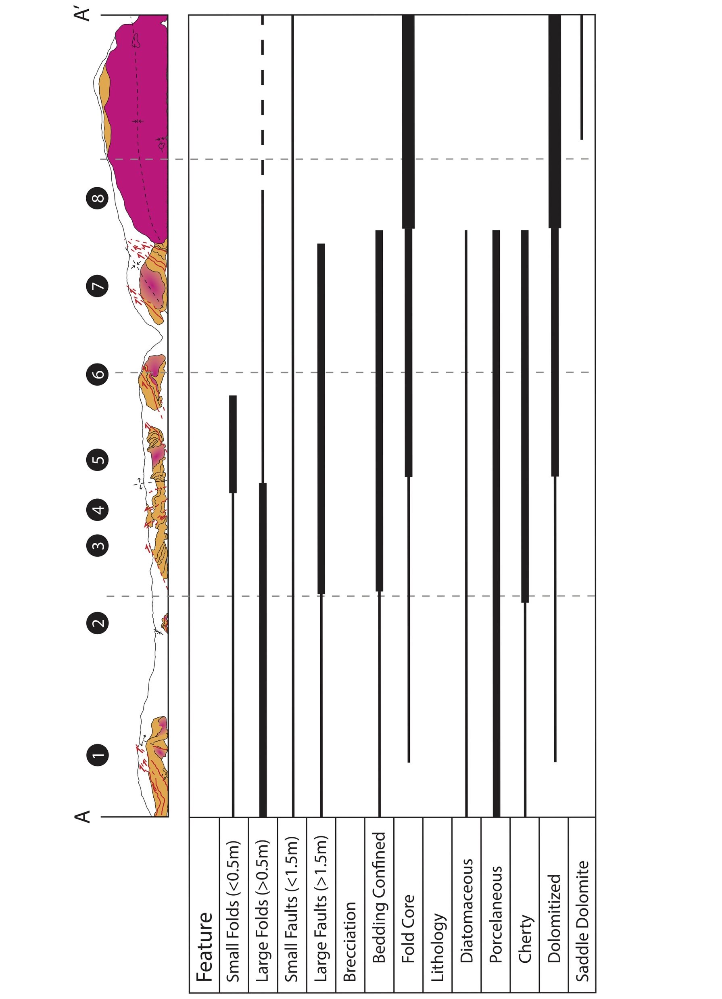 A
A′
1
2
3
4
5
6
7
8
Feature
Small Folds (<0.5m)
Large Folds (>0.5m)
Small Faults (<1.5m)
Large Faults (>1.5m)
Brecciation
Bedding Confined
Fold Core
Lithology
Diatomaceous
Porcelaneous
Cherty
Dolomitized
Saddle Dolomite